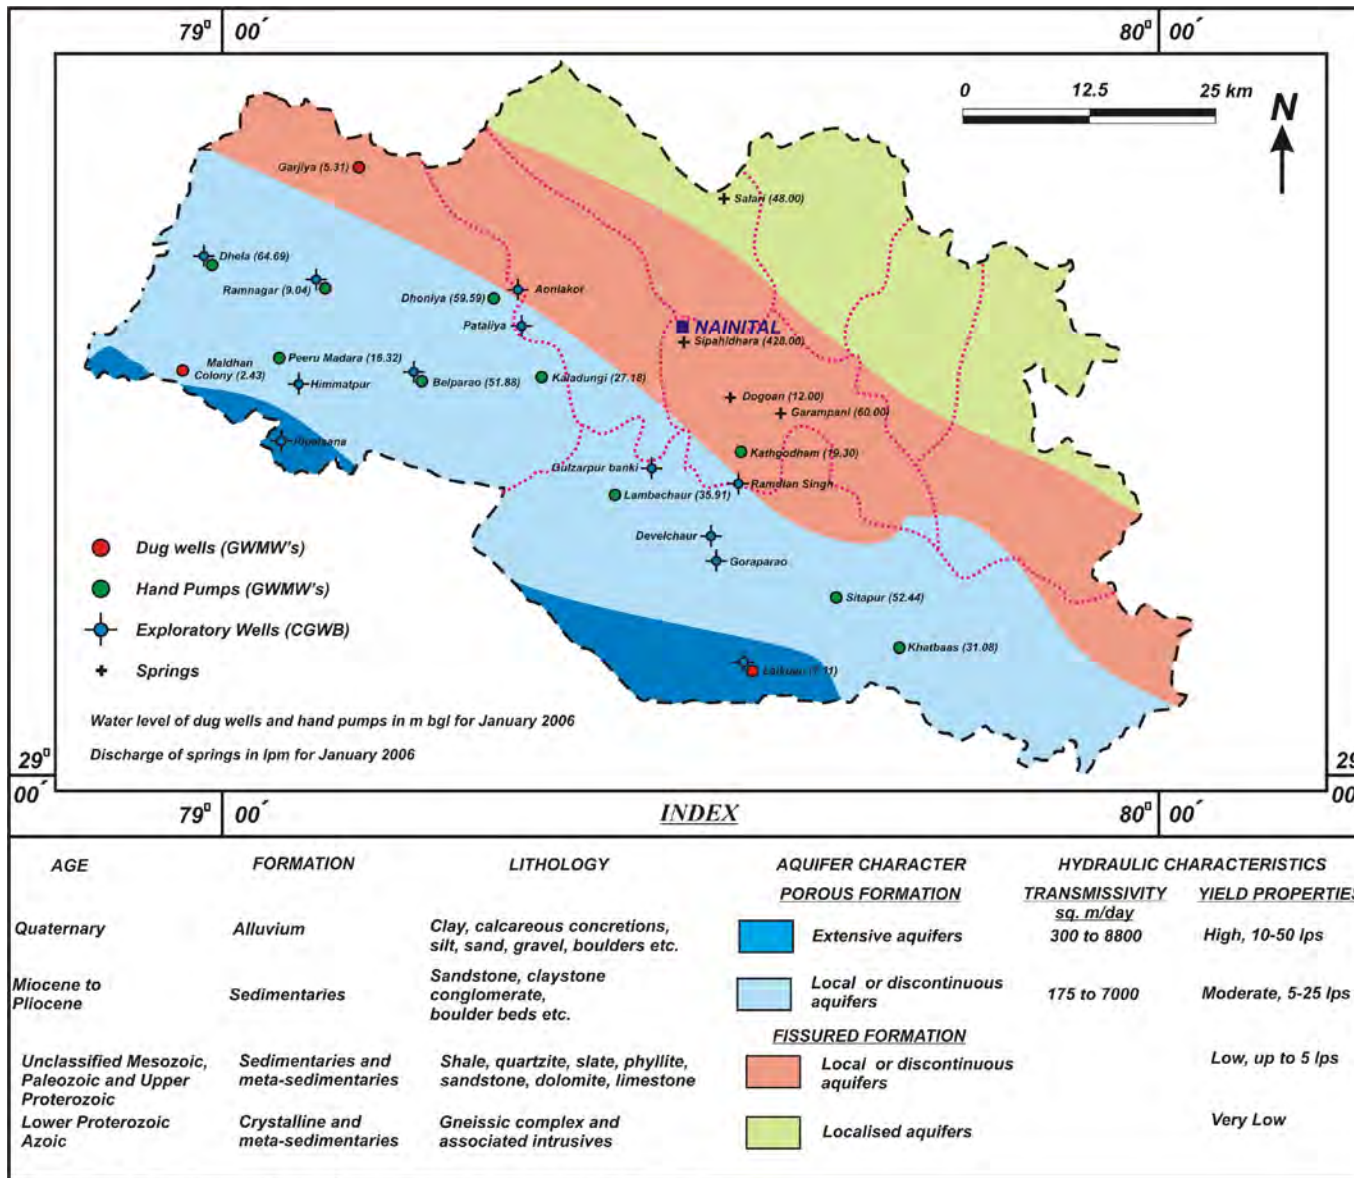 79° 00´ 80° 00´
0 12.5 25 km
N
Garjiya (5.31)
Safari (48.00)
Dhela (64.69)
Ramnagar (9.04)
Dhoniya (59.59)
Aonlakot
Pataliya
NAINITAL
Sipahidhara (428.00)
Maldhan
Colony (2.43)
Peeru Madara (16.32)
Himmatpur
Belparao (51.88)
Kaladungi (27.18)
Dogoan (12.00)
Garampani (60.00)
Kathgodham (19.30)
Gulzarpur banki
Ramdian Singh
Lambachaur (35.91)
Develchaur
Goraparao
Sitapur (52.44)
Khatbaas (31.08)
Dug wells (GWMW's)
Hand Pumps (GWMW's)
Exploratory Wells (CGWB)
Springs
Water level of dug wells and hand pumps in m bgl for January 2006
Discharge of springs in lpm for January 2006
29° 29
00´ 00
79° 00´ 80° 00´
INDEX
AGE FORMATION LITHOLOGY AQUIFER CHARACTER HYDRAULIC CHARACTERISTICS
POROUS FORMATION TRANSMISSIVITY YIELD PROPERTIES
sq. m/day
Quaternary Alluvium Clay, calcareous concretions, Extensive aquifers 300 to 8800 High, 10-50 lps
silt, sand, gravel, boulders etc.
Miocene to Sedimentaries Sandstone, claystone Local or discontinuous 175 to 7000 Moderate, 5-25 lps
Pliocene conglomerate, aquifers
boulder beds etc.
FISSURED FORMATION
Unclassified Mesozoic, Sedimentaries and Shale, quartzite, slate, phyllite, Local or discontinuous Low, up to 5 lps
Paleozoic and Upper meta-sedimentaries sandstone, dolomite, limestone aquifers
Proterozoic
Lower Proterozoic Crystalline and Gneissic complex and Localised aquifers Very Low
Azoic meta-sedimentaries associated intrusives